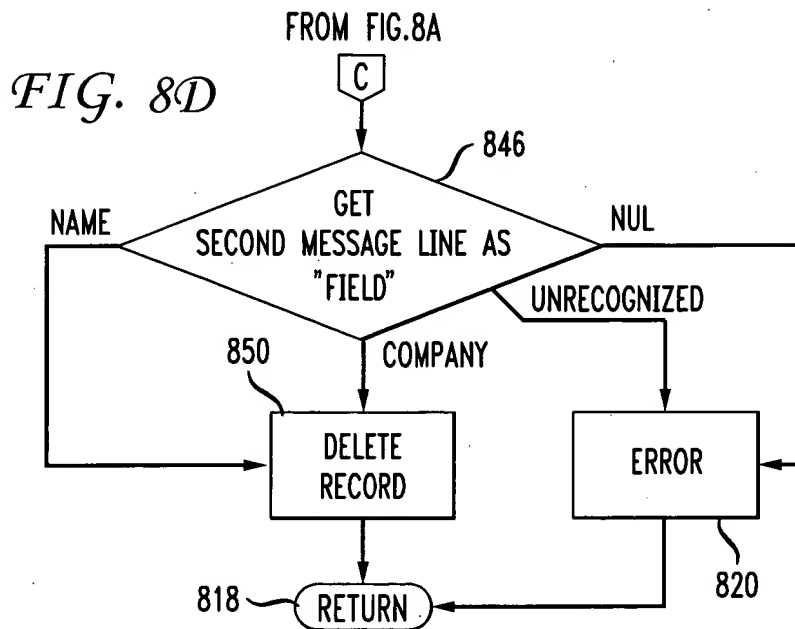 FROM FIG.8A
C
FIG. 8D
846
NAME
GET
SECOND MESSAGE LINE AS
"FIELD"
NUL
UNRECOGNIZED
COMPANY
850
DELETE
RECORD
ERROR
820
818
RETURN